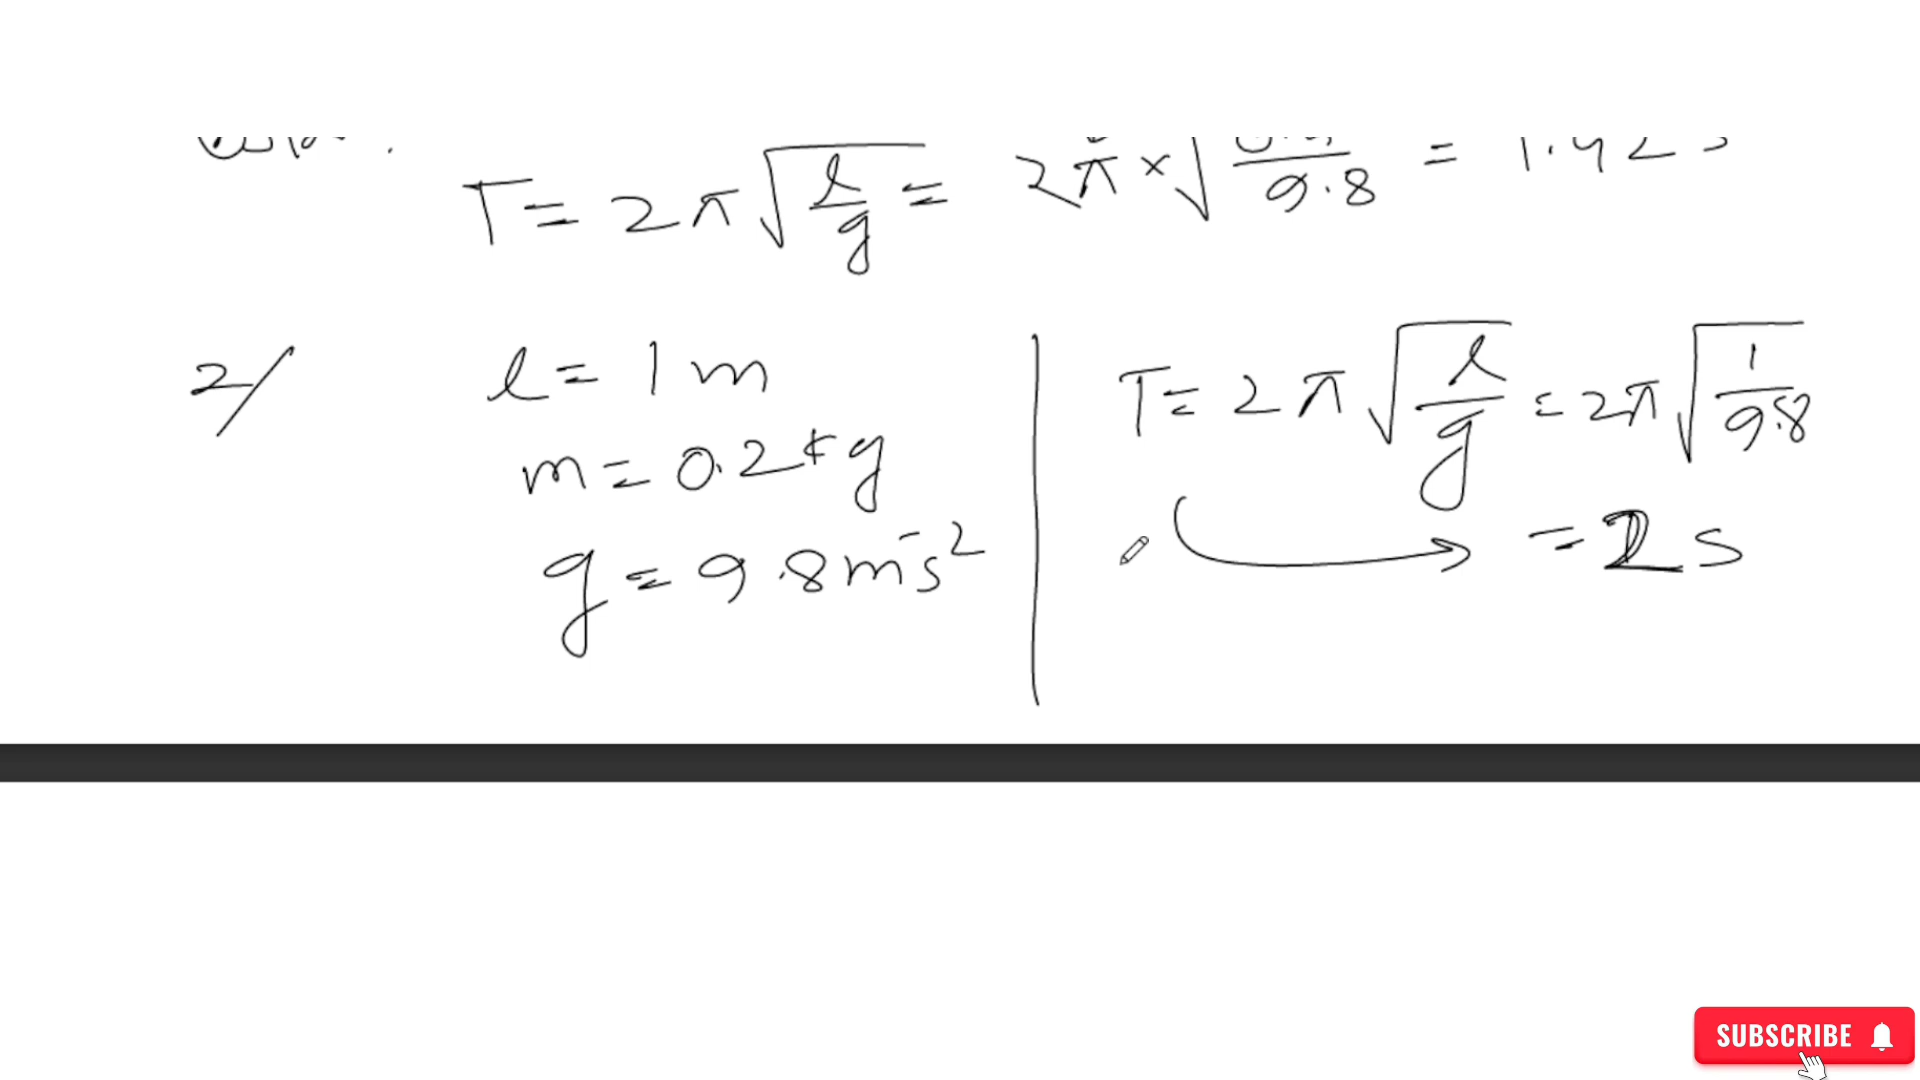 T = 2π√(l/g) = 2π × √( /9.8) = 1.42 s
2/ l = 1 m
m = 0.2 kg
g = 9.8 ms⁻²
T = 2π√(l/g) = 2π√(1/9.8)
= 2 s
SUBSCRIBE